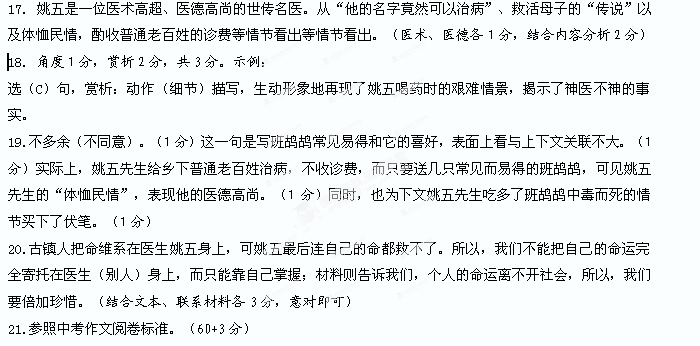 17. 姚五是一位医术高超、医德高尚的世传名医。从“他的名字竟然可以治病”、救活母子的“传说”以
及体恤民情，酌收普通老百姓的诊费等情节看出等情节看出。（医术、医德各 1 分，结合内容分析 2 分）
18. 角度 1 分，赏析 2 分，共 3 分。示例：
选（C）句，赏析：动作（细节）描写，生动形象地再现了姚五喝药时的艰难情景，揭示了神医不神的事
实。
19.不多余（不同意）。（1 分）这一句是写班鸪鸪常见易得和它的喜好，表面上看与上下文关联不大。（1
分）实际上，姚五先生给乡下普通老百姓治病，不收诊费，而只要送几只常见而易得的班鸪鸪，可见姚五
先生的“体恤民情”，表现他的医德高尚。（1 分）同时，也为下文姚五先生吃多了班鸪鸪中毒而死的情
节买下了伏笔。（1 分）
20.古镇人把命维系在医生姚五身上，可姚五最后连自己的命都救不了。所以，我们不能把自己的命运完
全寄托在医生（别人）身上，而只能靠自己掌握；材料则告诉我们，个人的命运离不开社会，所以，我们
要倍加珍惜。（结合文本、联系材料各 3 分，意对即可）
21.参照中考作文阅卷标准。（60+3 分）